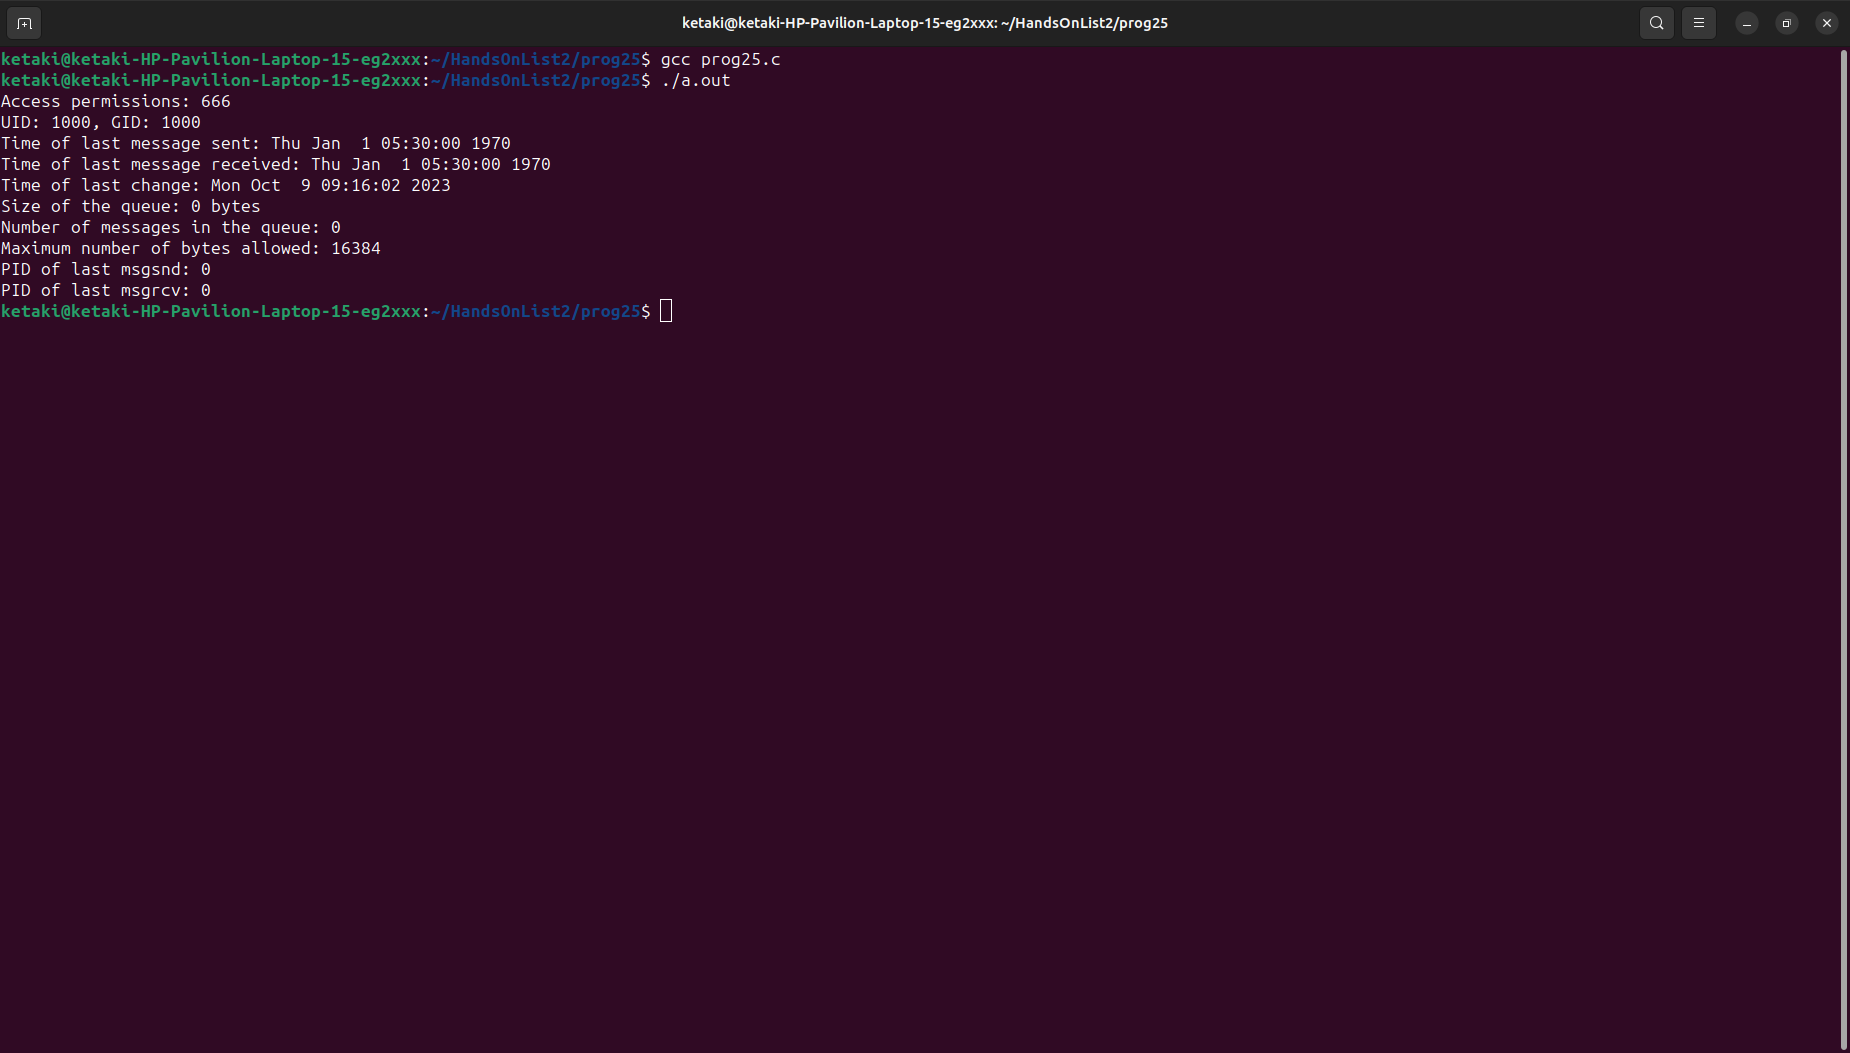 ketaki@ketaki-HP-Pavilion-Laptop-15-eg2xxx: ~/HandsOnList2/prog25
ketaki@ketaki-HP-Pavilion-Laptop-15-eg2xxx:~/HandsOnList2/prog25$ gcc prog25.c
ketaki@ketaki-HP-Pavilion-Laptop-15-eg2xxx:~/HandsOnList2/prog25$ ./a.out
Access permissions: 666
UID: 1000, GID: 1000
Time of last message sent: Thu Jan  1 05:30:00 1970
Time of last message received: Thu Jan  1 05:30:00 1970
Time of last change: Mon Oct  9 09:16:02 2023
Size of the queue: 0 bytes
Number of messages in the queue: 0
Maximum number of bytes allowed: 16384
PID of last msgsnd: 0
PID of last msgrcv: 0
ketaki@ketaki-HP-Pavilion-Laptop-15-eg2xxx:~/HandsOnList2/prog25$